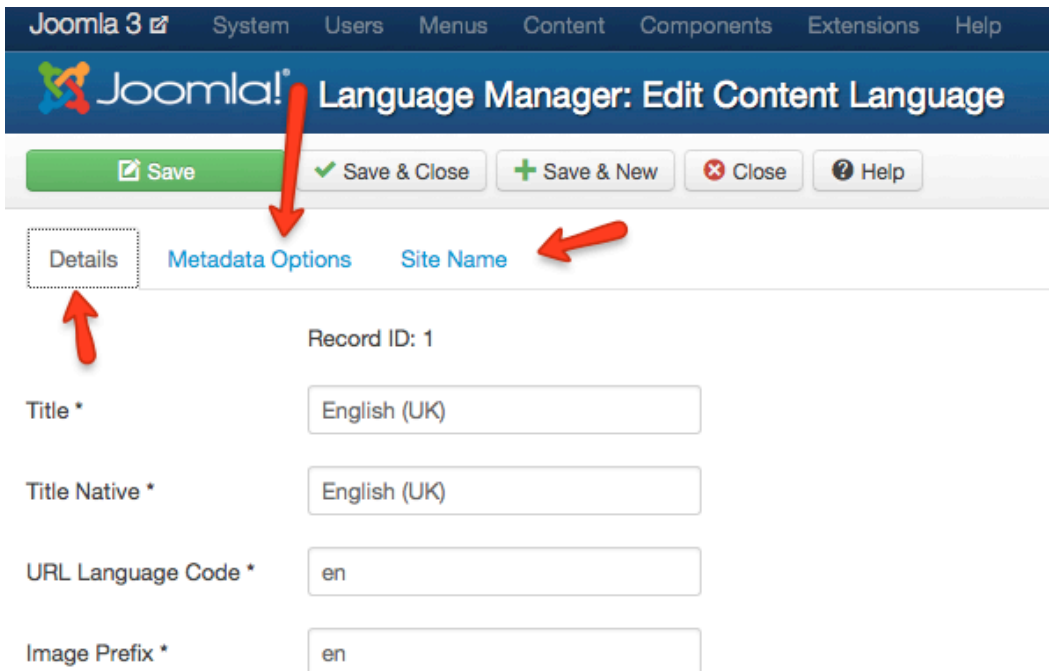 Joomla 3 System Users Menus Content Components Extensions Help
Joomla!® Language Manager: Edit Content Language
Save Save & Close Save & New Close Help
Details Metadata Options Site Name
Record ID: 1
Title * English (UK)
Title Native * English (UK)
URL Language Code * en
Image Prefix * en